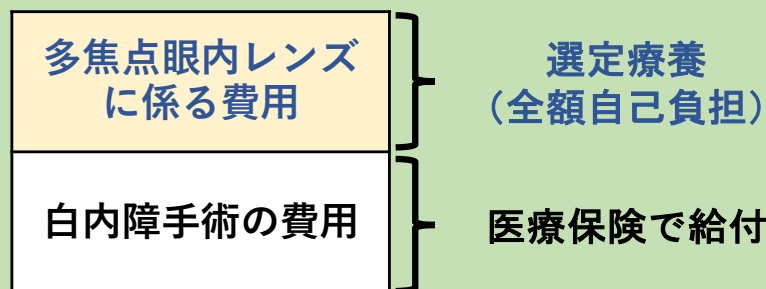 多焦点眼内レンズ
に係る費用
選定療養
（全額自己負担）
白内障手術の費用
医療保険で給付